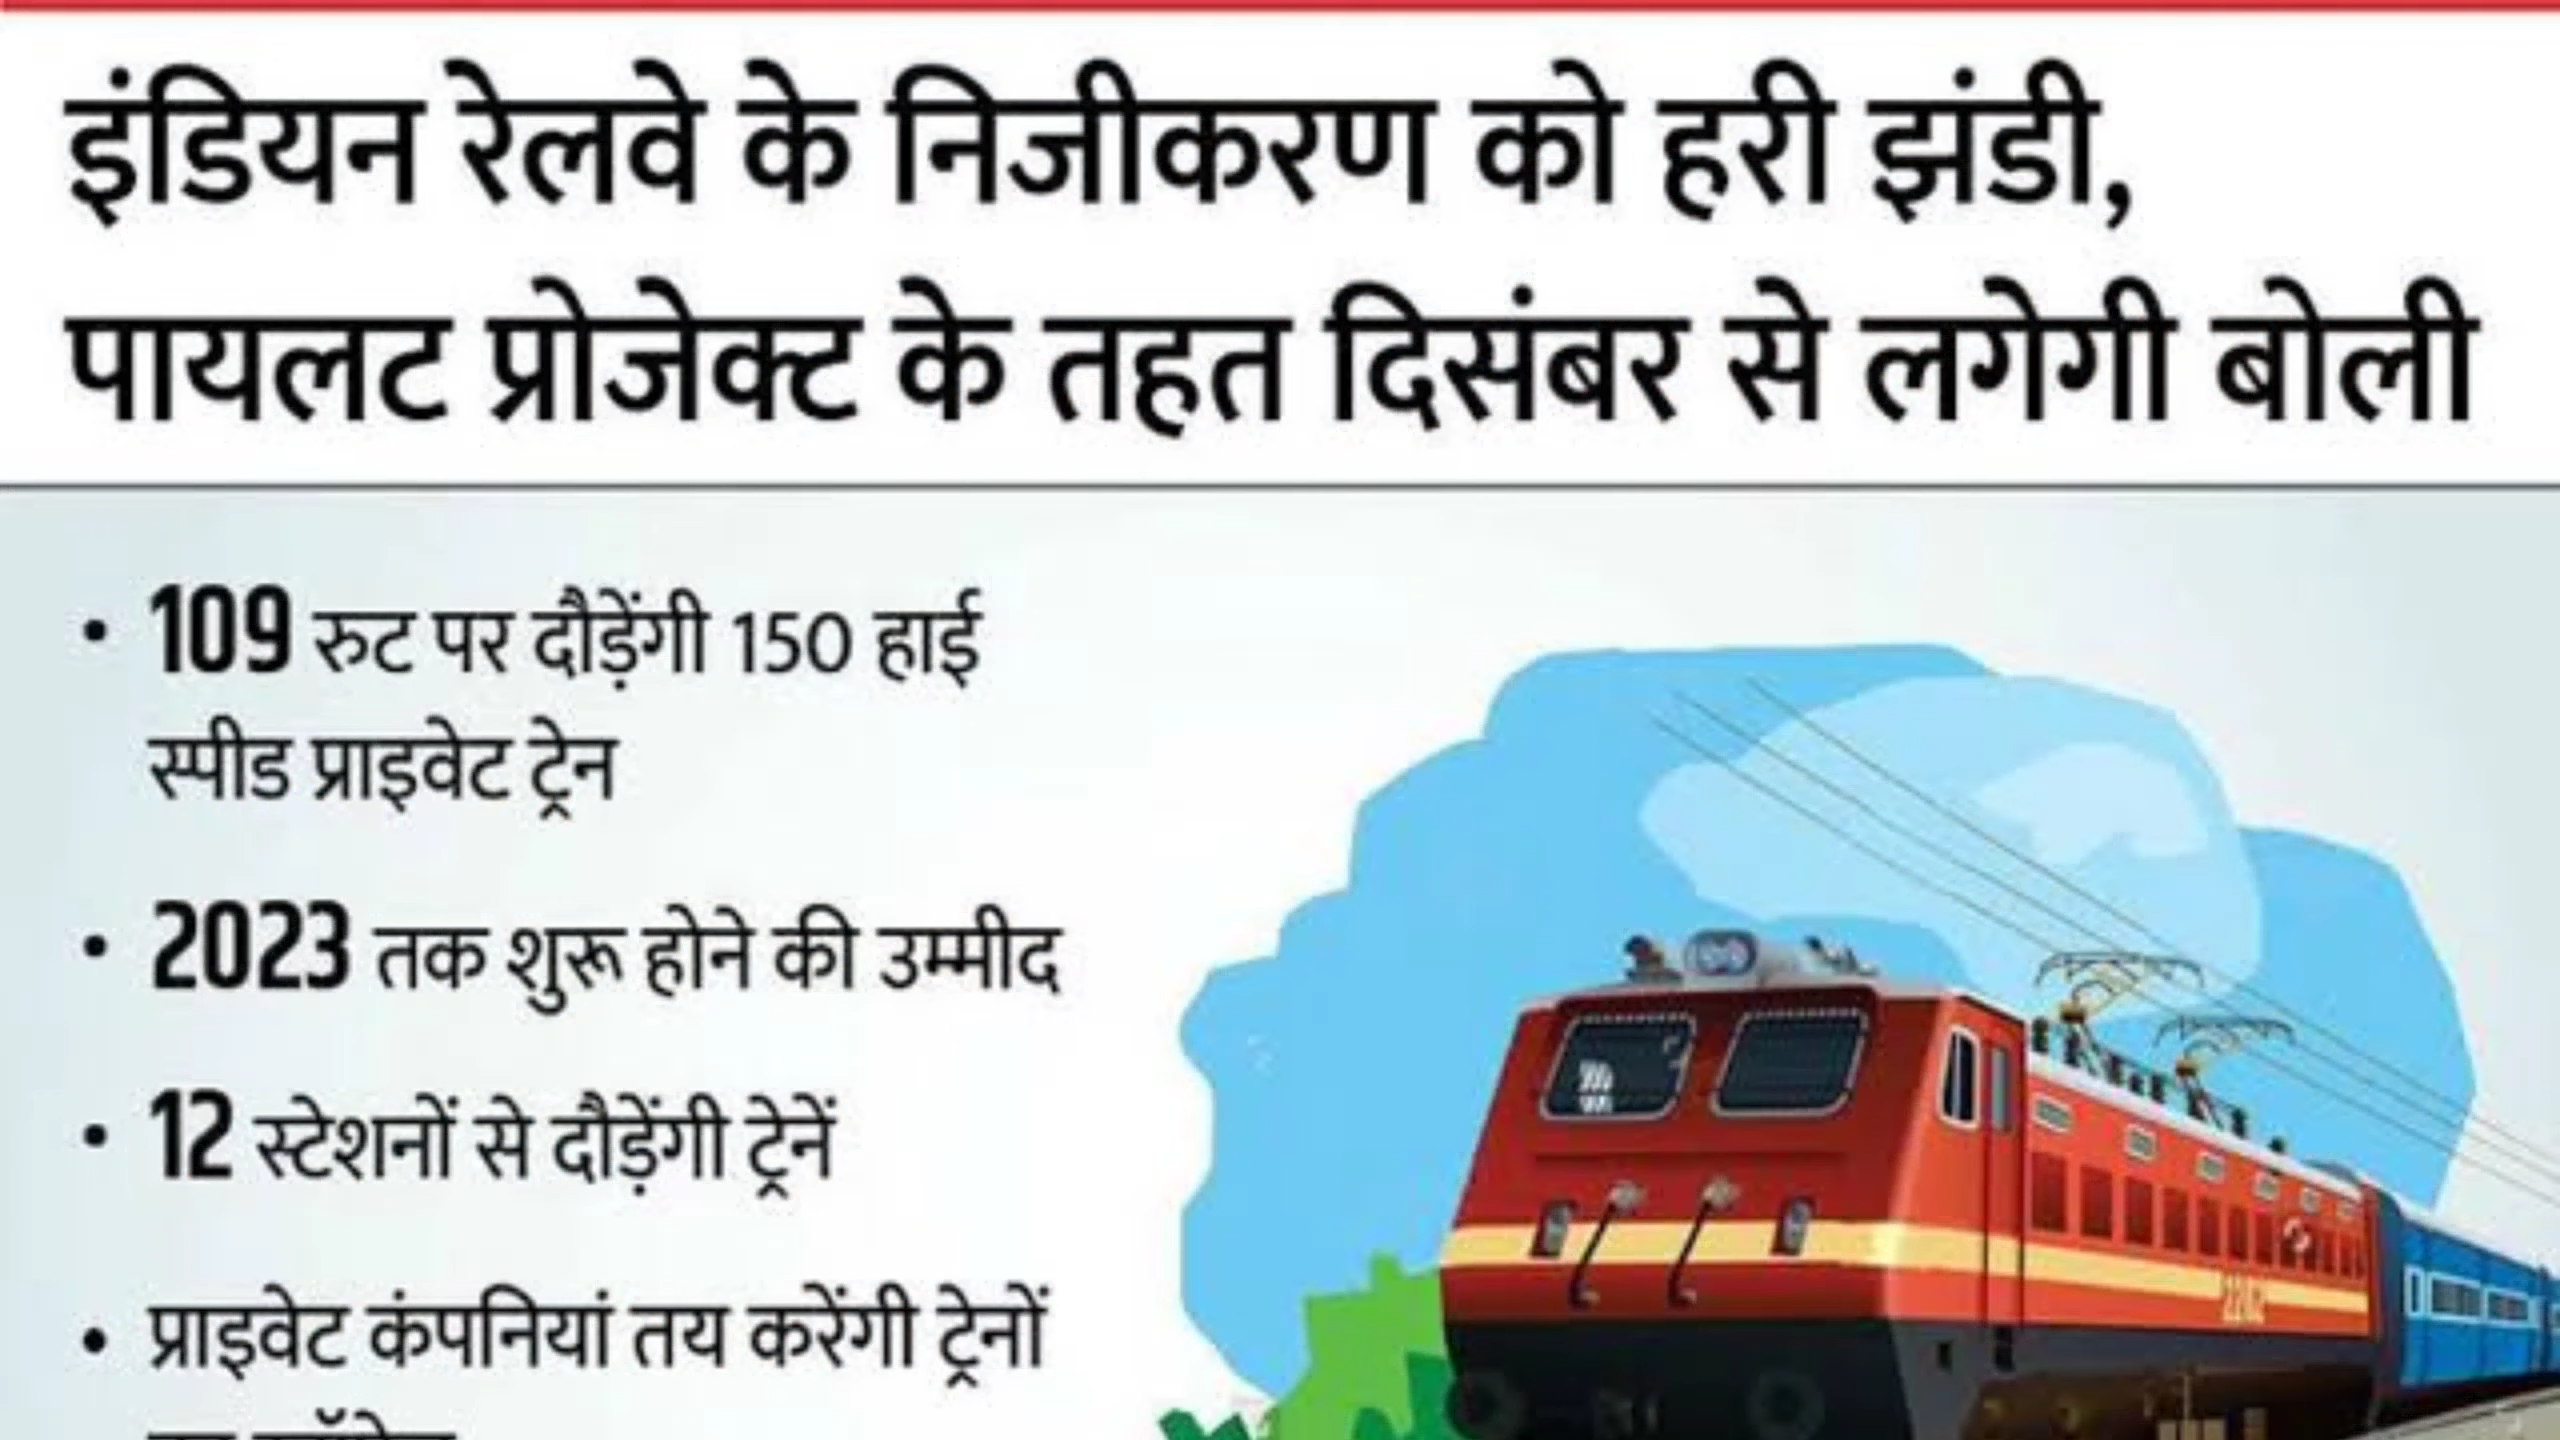 इंडियन रेलवे के निजीकरण को हरी झंडी,
पायलट प्रोजेक्ट के तहत दिसंबर से लगेगी बोली
• 109 रुट पर दौड़ेंगी 150 हाई
स्पीड प्राइवेट ट्रेन
• 2023 तक शुरू होने की उम्मीद
• 12 स्टेशनों से दौड़ेंगी ट्रेनें
• प्राइवेट कंपनियां तय करेंगी ट्रेनों